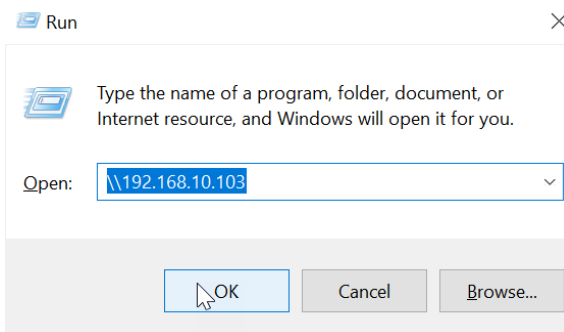 Run
Type the name of a program, folder, document, or
Internet resource, and Windows will open it for you.
Open: \\192.168.10.103
OK Cancel Browse...